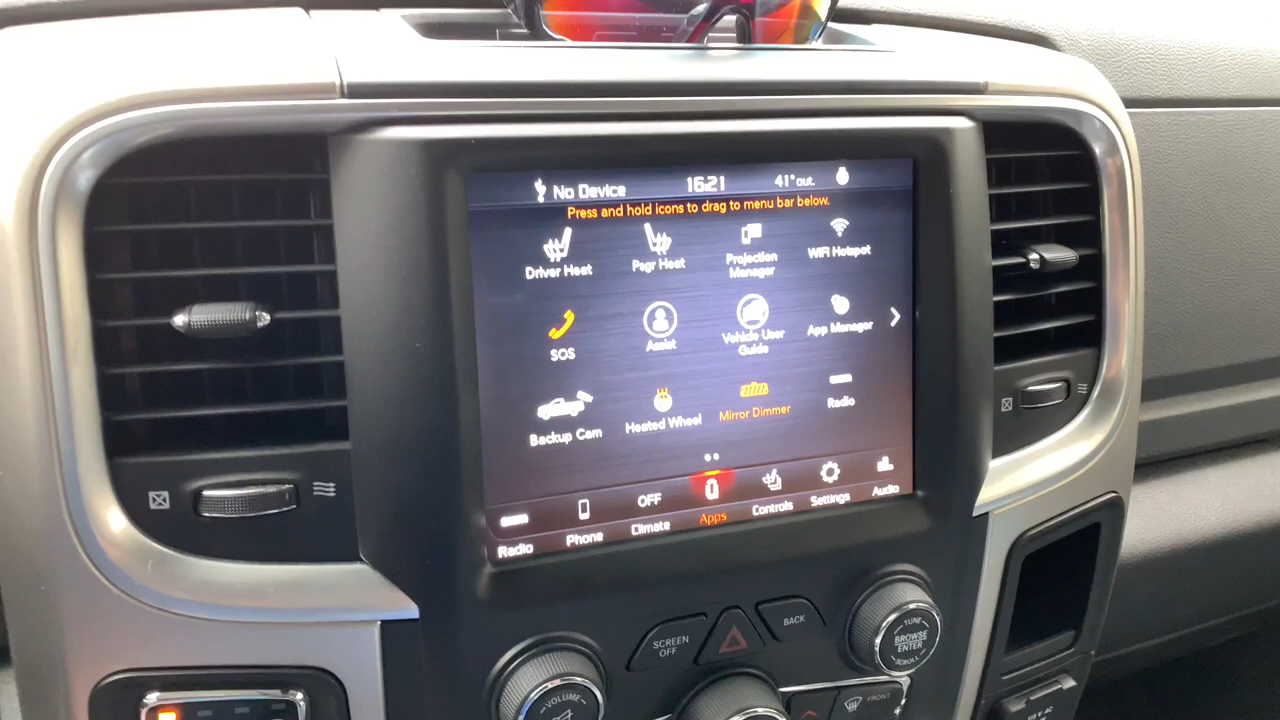 No Device 16:21 41° out.
Press and hold icons to drag to menu bar below.
Driver Heat
Psgr Heat
Projection
Manager
WiFi Hotspot
SOS
Assist
Vehicle User
Guide
App Manager
Backup Cam
Heated Wheel
Mirror Dimmer
Radio
OFF
Radio Phone Climate Apps Controls Settings Audio
SCREEN
OFF
BACK
TUNE
BROWSE
ENTER
SCROLL
VOLUME
FRONT